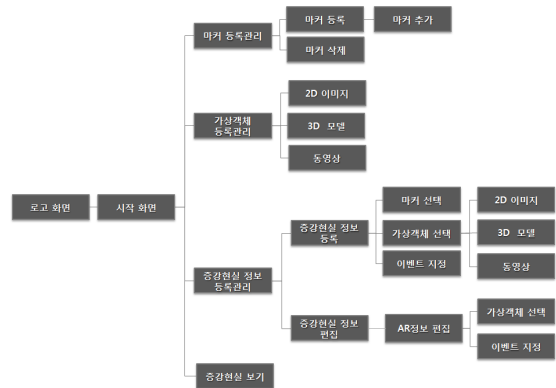 마커 등록관리
마커 등록
마커 추가
마커 삭제
가상객체
등록관리
2D 이미지
3D 모델
동영상
로고 화면
시작 화면
증강현실 정보
등록관리
증강현실 정보
등록
마커 선택
가상객체 선택
이벤트 지정
2D 이미지
3D 모델
동영상
증강현실 정보
편집
AR정보 편집
가상객체 선택
이벤트 지정
증강현실 보기